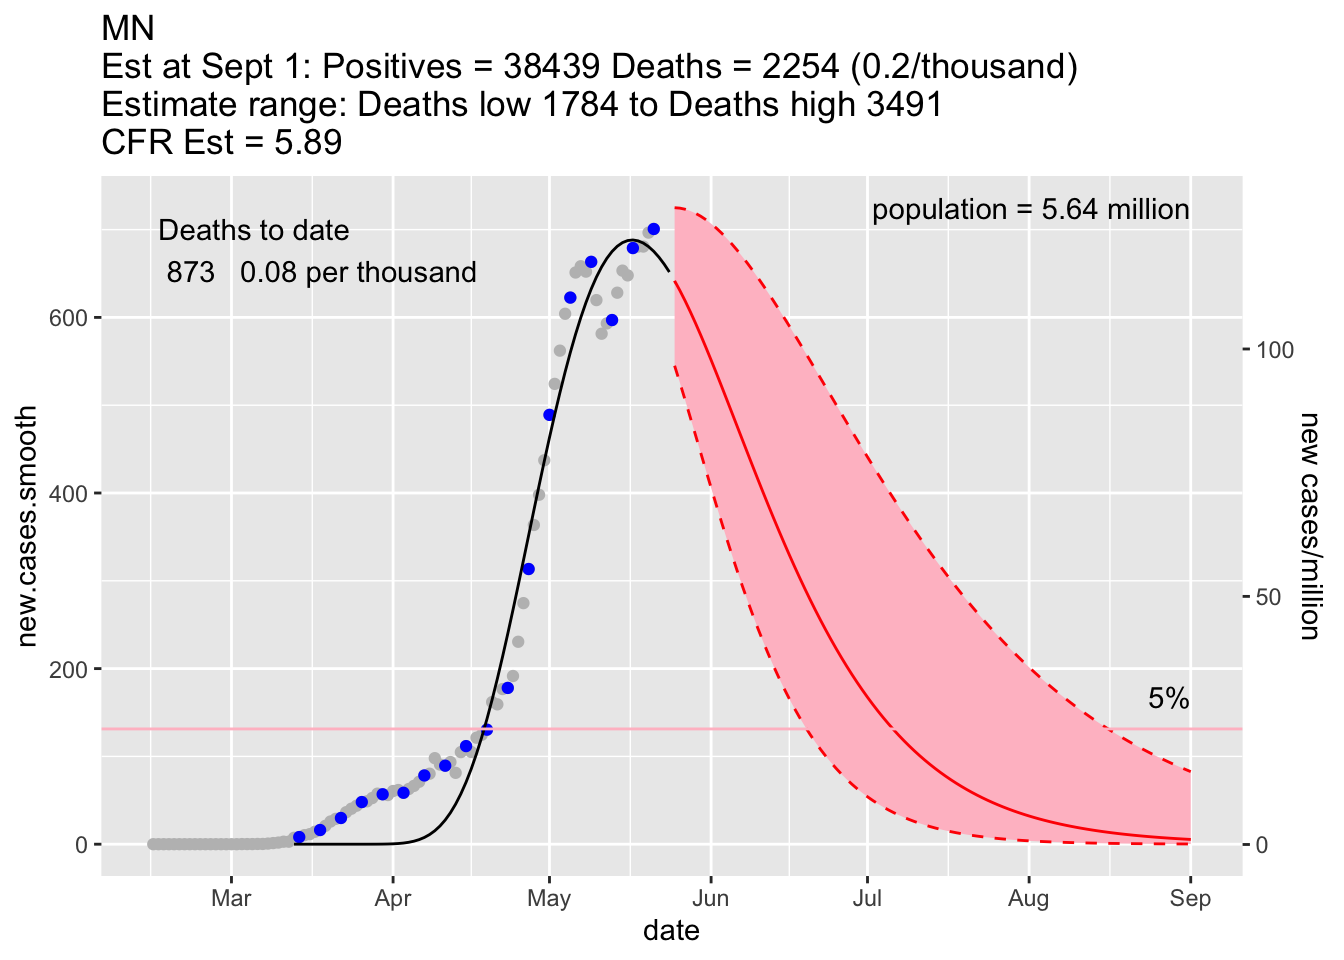 MN
Est at Sept 1: Positives = 38439 Deaths = 2254 (0.2/thousand)
Estimate range: Deaths low 1784 to Deaths high 3491
CFR Est = 5.89
Deaths to date
873 0.08 per thousand
population = 5.64 million
5%
new.cases.smooth
600
400
200
0
100
50
0
new cases/million
Mar Apr May Jun Jul Aug Sep
date